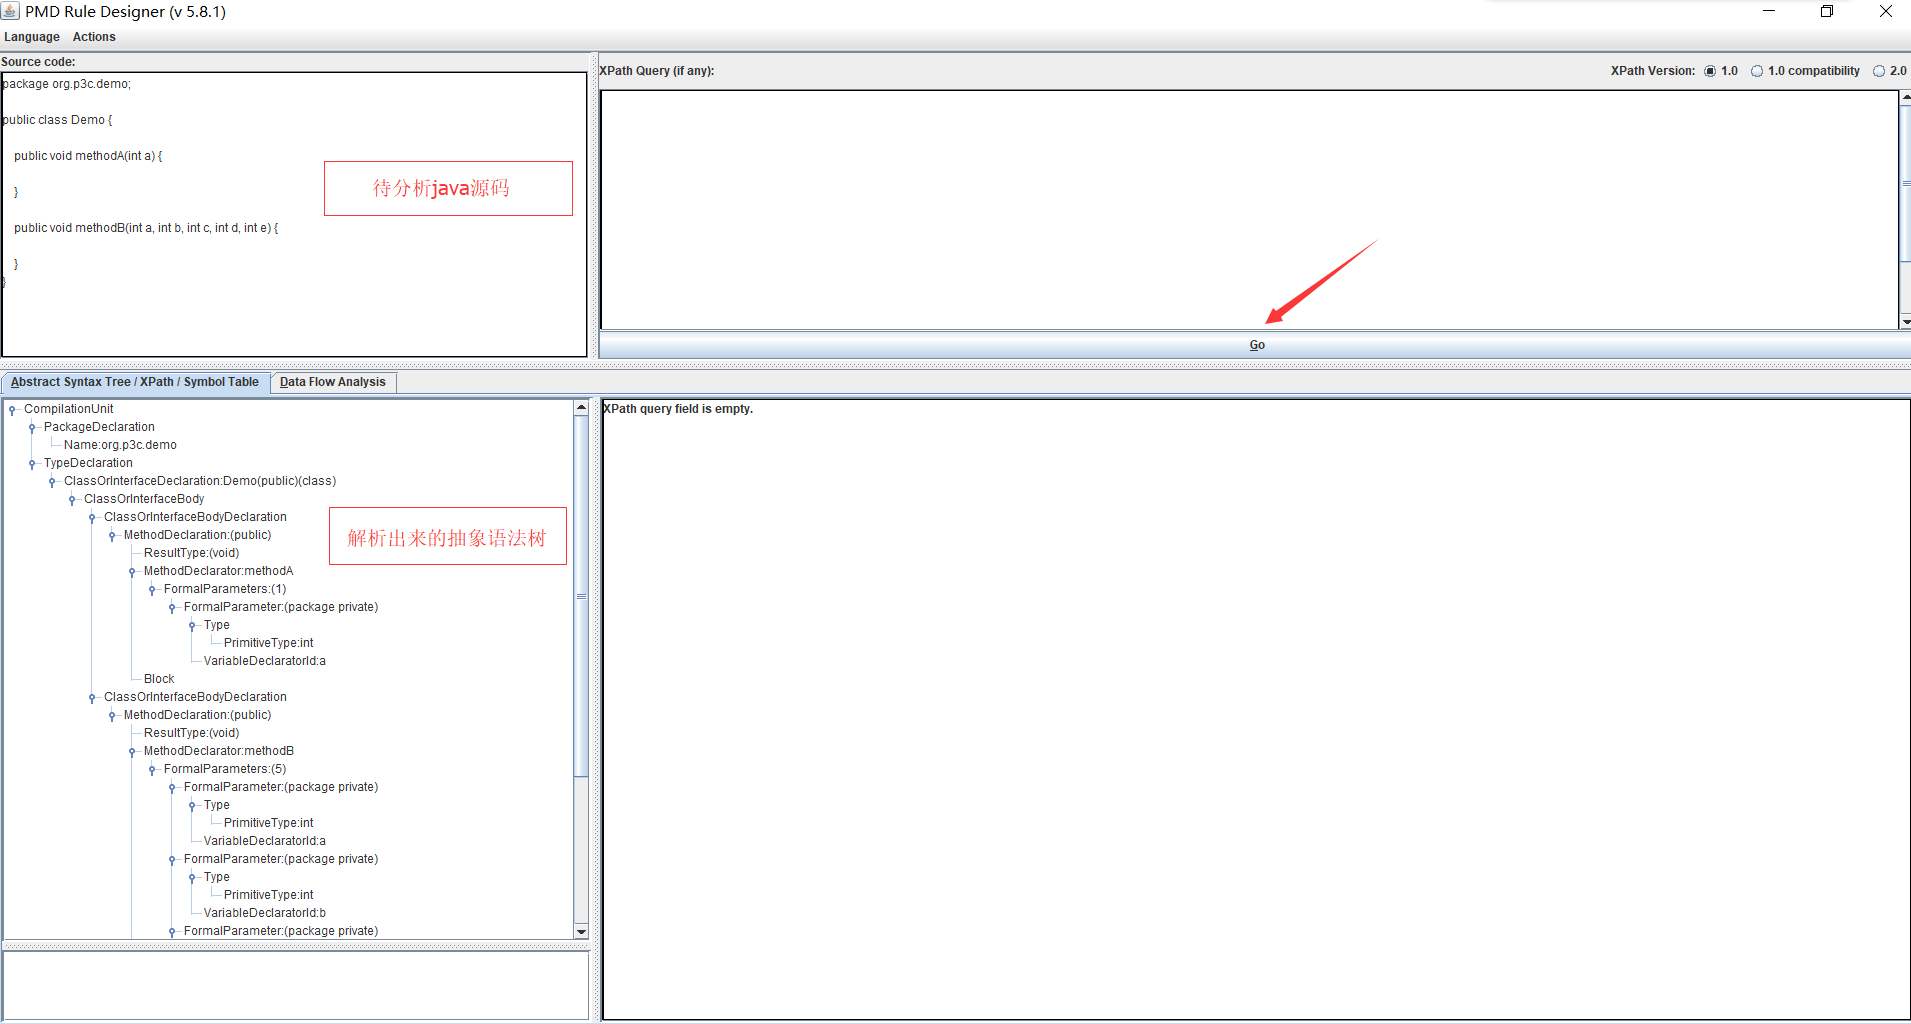 PMD Rule Designer (v 5.8.1)
Language Actions
Source code:
package org.p3c.demo;
public class Demo {
public void methodA(int a) {
}
public void methodB(int a, int b, int c, int d, int e) {
}
}
待分析java源码
XPath Query (if any):
XPath Version: 1.0 1.0 compatibility 2.0
Go
Abstract Syntax Tree / XPath / Symbol Table
Data Flow Analysis
CompilationUnit
PackageDeclaration
Name:org.p3c.demo
TypeDeclaration
ClassOrInterfaceDeclaration:Demo(public)(class)
ClassOrInterfaceBody
ClassOrInterfaceBodyDeclaration
MethodDeclaration:(public)
ResultType:(void)
MethodDeclarator:methodA
FormalParameters:(1)
FormalParameter:(package private)
Type
PrimitiveType:int
VariableDeclaratorId:a
Block
ClassOrInterfaceBodyDeclaration
MethodDeclaration:(public)
ResultType:(void)
MethodDeclarator:methodB
FormalParameters:(5)
FormalParameter:(package private)
Type
PrimitiveType:int
VariableDeclaratorId:a
FormalParameter:(package private)
Type
PrimitiveType:int
VariableDeclaratorId:b
FormalParameter:(package private)
解析出来的抽象语法树
XPath query field is empty.